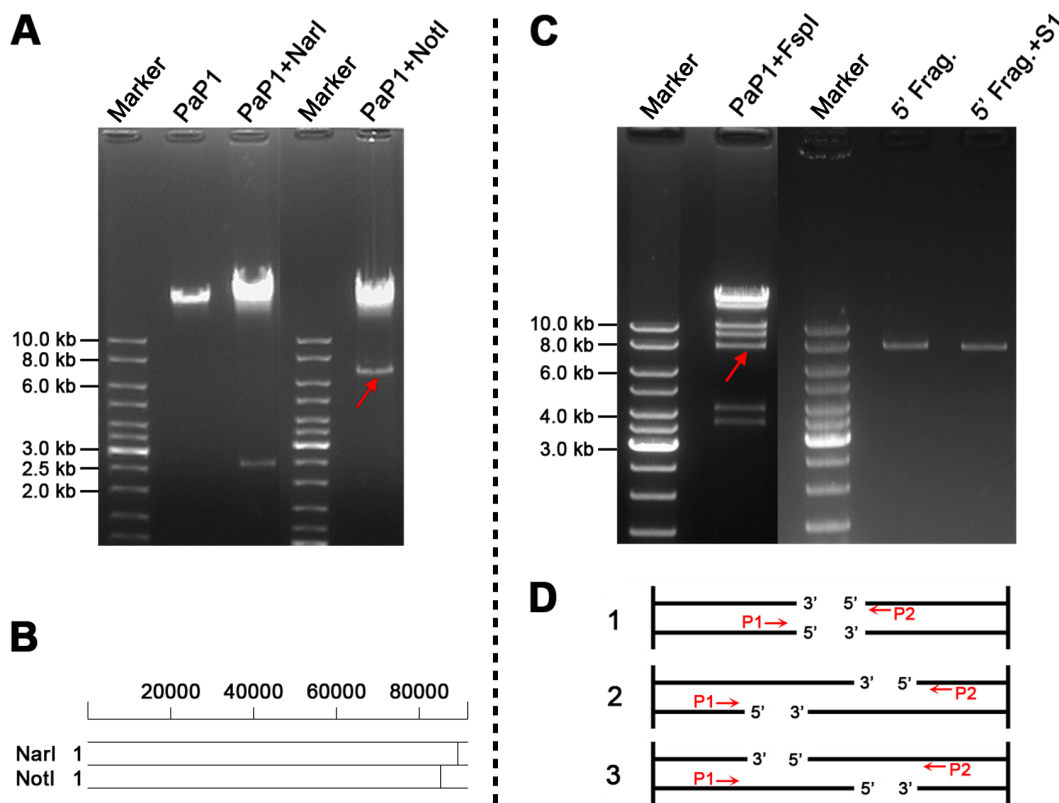 A
Marker
PaP1
PaP1+NarI
Marker
PaP1+NotI
10.0 kb
8.0 kb
6.0 kb
3.0 kb
2.5 kb
2.0 kb
B
20000 40000 60000 80000
NarI 1
NotI 1
C
Marker
PaP1+FspI
Marker
5' Frag.
5' Frag.+S1
10.0 kb
8.0 kb
6.0 kb
4.0 kb
3.0 kb
D
1
3' 5'
P1 P2
5' 3'
2
3' 5'
P1 P2
5' 3'
3
3' 5'
P1 P2
5' 3'